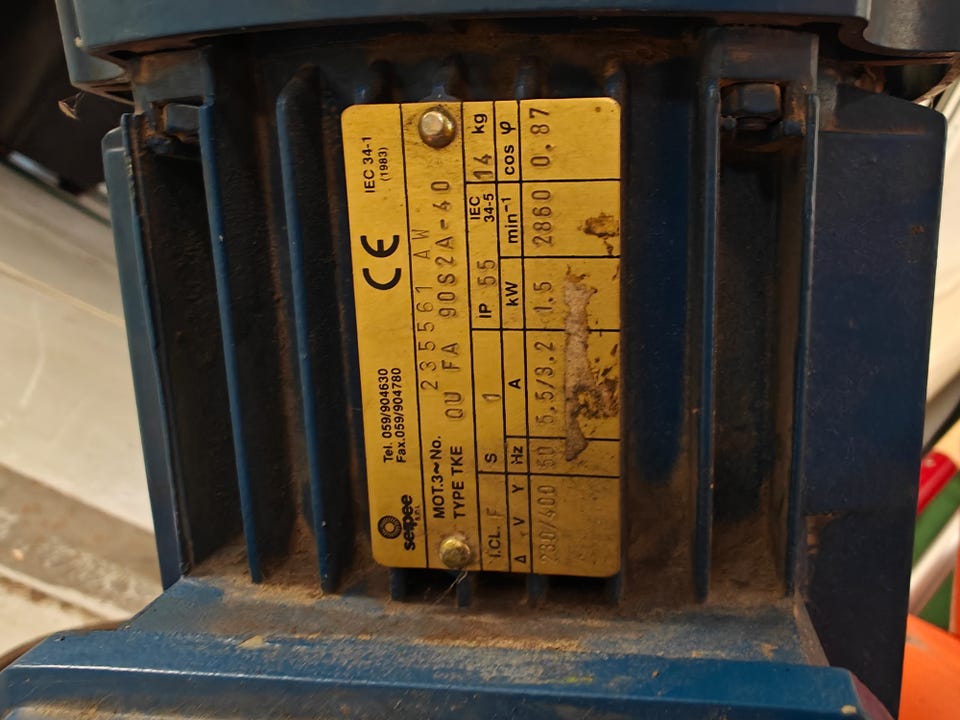 seipee
s.r.l.
Tel. 059/904630
Fax.059/904780
CE
IEC 34-1
(1983)
MOT.3~No. 235561 AW
TYPE TKE QU FA 90S2A-40
I.CL. F S 1 IP 55 IEC 34-5 14 kg
Δ V Y Hz A kW min⁻¹ cos φ
230/400 50 5.5/3.2 1.5 2860 0.87